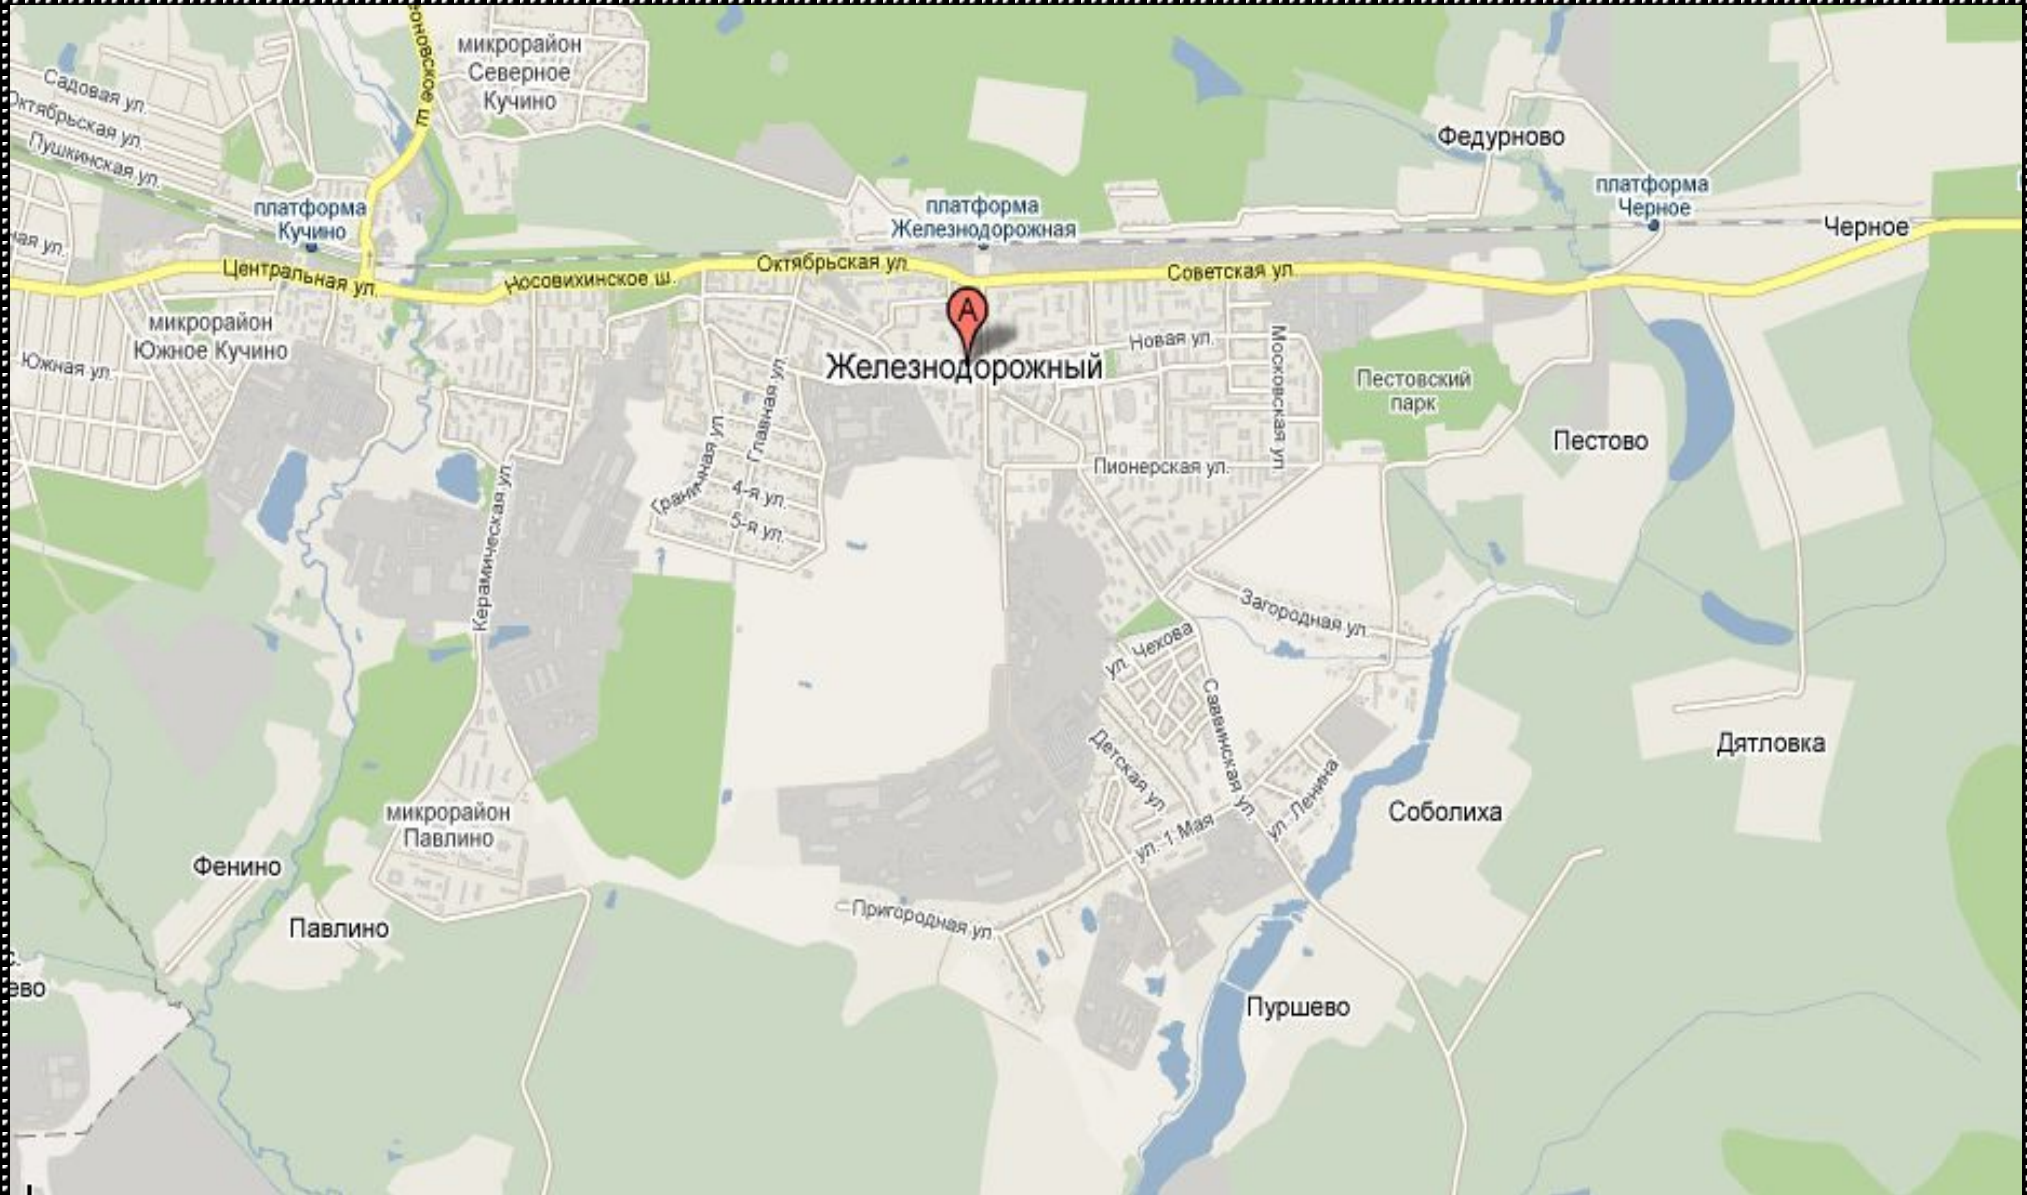 микрорайон
Северное
Кучино
Садовая ул.
Октябрьская ул.
Пушкинская ул.
Федурново
платформа
Черное
Черное
платформа
Кучино
платформа
Железнодорожная
Центральная ул.
Носовихинское ш.
Октябрьская ул.
Советская ул.
A
микрорайон
Южное Кучино
Южная ул.
Железнодорожный
Новая ул.
Московская ул.
Пестовский
парк
Пестово
Главная ул.
Граничная ул.
4-я ул.
5-я ул.
Пионерская ул.
Керамическая ул.
Загородная ул.
ул. Чехова
Саввинская ул.
Детская ул.
ул. Ленина
ул. 1 Мая
Дятловка
Соболиха
микрорайон
Павлино
Фенино
Павлино
Пригородная ул.
Пуршево